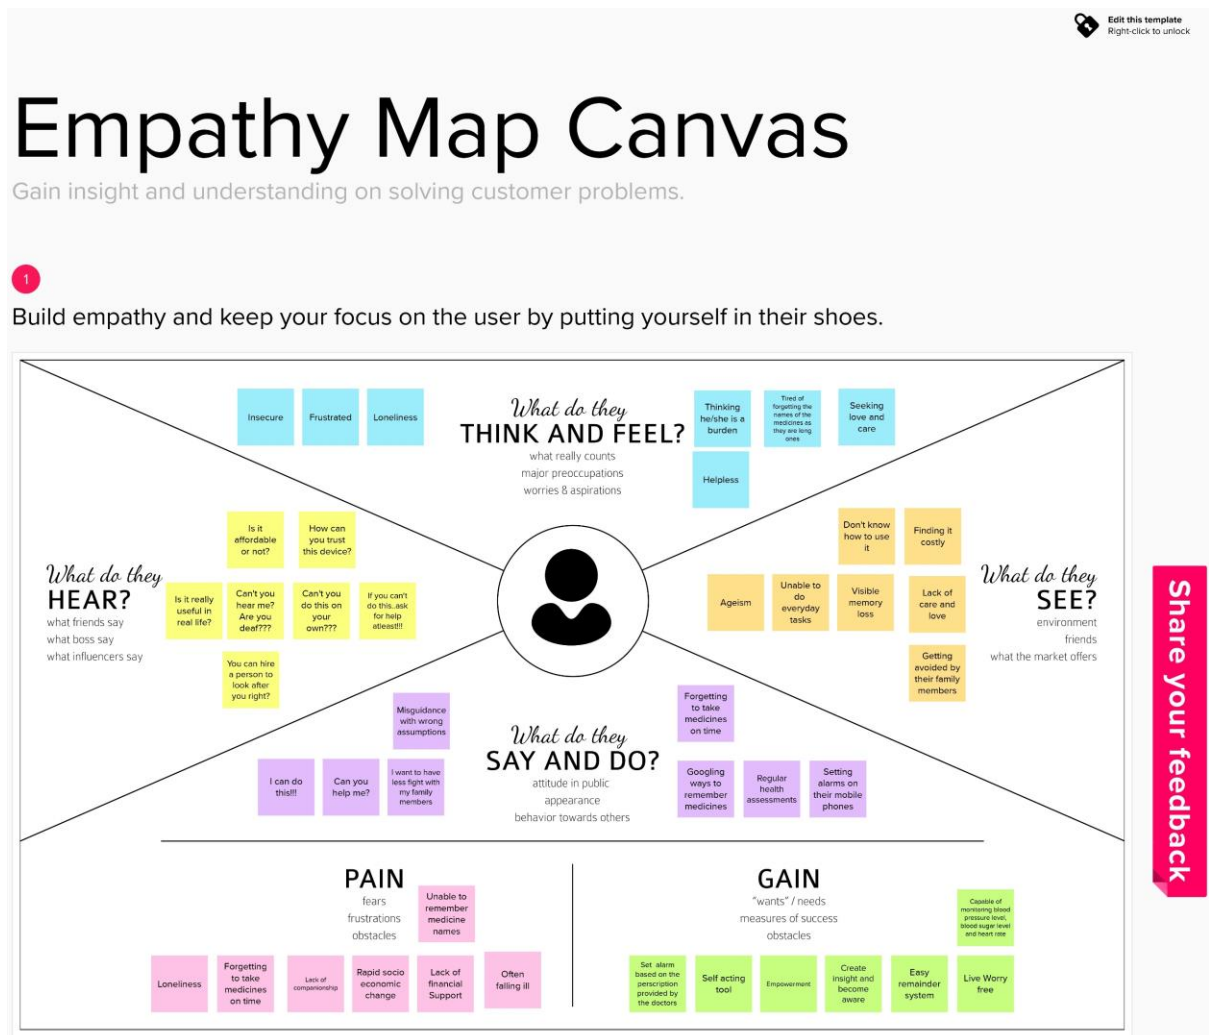 Edit this template
Right-click to unlock
Empathy Map Canvas
Gain insight and understanding on solving customer problems.
1
Build empathy and keep your focus on the user by putting yourself in their shoes.
What do they
THINK AND FEEL?
what really counts
major preoccupations
worries & aspirations
Insecure
Frustrated
Loneliness
Thinking
he/she is a
burden
Tired of
forgetting the
names of the
medicines as
they are long
ones
Seeking
love and
care
Helpless
What do they
HEAR?
what friends say
what boss say
what influencers say
Is it
affordable
or not?
How can
you trust
this device?
Is it really
useful in
real life?
Can't you
hear me?
Are you
deaf???
Can't you
do this on
your
own???
If you can't
do this..ask
for help
atleast!!!
You can hire
a person to
look after
you right?
What do they
SEE?
environment
friends
what the market offers
Don't know
how to use
it
Finding it
costly
Ageism
Unable to
do
everyday
tasks
Visible
memory
loss
Lack of
care and
love
Getting
avoided by
their family
members
What do they
SAY AND DO?
attitude in public
appearance
behavior towards others
Misguidance
with wrong
assumptions
I can do
this!!!
Can you
help me?
I want to have
less fight with
my family
members
Forgetting
to take
medicines
on time
Googling
ways to
remember
medicines
Regular
health
assessments
Setting
alarms on
their mobile
phones
PAIN
fears
frustrations
obstacles
Unable to
remember
medicine
names
Loneliness
Forgetting
to take
medicines
on time
Lack of
companionship
Rapid socio
economic
change
Lack of
financial
Support
Often
falling ill
GAIN
"wants" / needs
measures of success
obstacles
Capable of
monitoring blood
pressure level,
blood sugar level
and heart rate
Set alarm
based on the
perscription
provided by
the doctors
Self acting
tool
Empowerment
Create
insight and
become
aware
Easy
remainder
system
Live Worry
free
Share your feedback